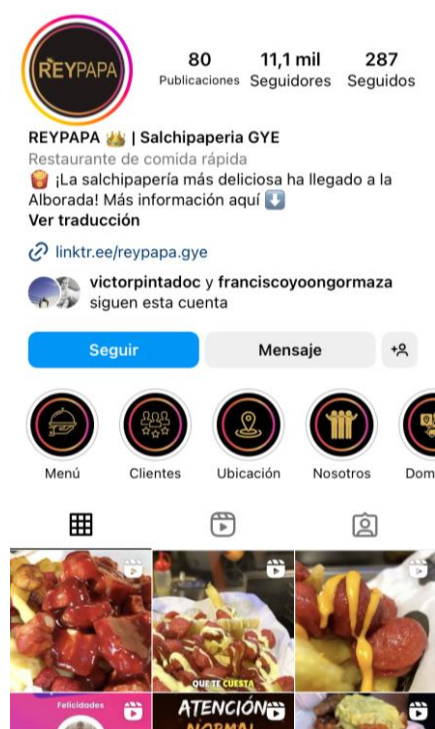 REYPAPA
80 11,1 mil 287
Publicaciones Seguidores Seguidos
REYPAPA 👑 | Salchipaperia GYE
Restaurante de comida rápida
🍟 ¡La salchipapería más deliciosa ha llegado a la
Alborada! Más información aquí ⬇️
Ver traducción
linktr.ee/reypapa.gye
victorpintadoc y franciscoyoongormaza
siguen esta cuenta
Seguir Mensaje
Menú Clientes Ubicación Nosotros Dom
QUE TE CUESTA
Felicidades
ATENCIÓN
NORMAL